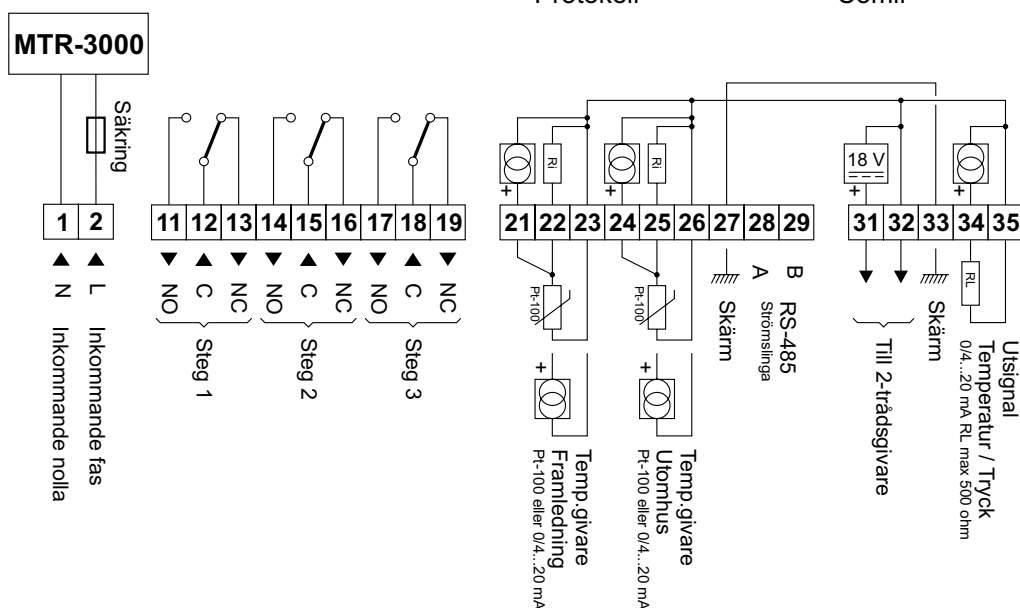 Protokoll Comli
MTR-3000
Säkring
18 V
Ri
Ri
+
+
+
+
1 2
11 12 13 14 15 16 17 18 19
21 22 23 24 25 26 27 28 29
31 32 33 34 35
N Inkommande nolla
L Inkommande fas
NO
C
NC
Steg 1
NO
C
NC
Steg 2
NO
C
NC
Steg 3
Pt-100
+
Temp.givare
Framledning
Pt-100 eller 0/4...20 mA
Pt-100
+
Temp.givare
Utomhus
Pt-100 eller 0/4...20 mA
Skärm
A
B RS-485
Strömslinga
Till 2-trådsgivare
Skärm
RL
Utsignal
Temperatur / Tryck
0/4...20 mA RL max 500 ohm